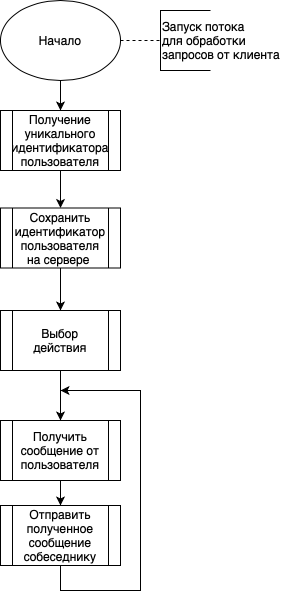 Начало
Запуск потока
для обработки
запросов от клиента
Получение
уникального
идентификатора
пользователя
Сохранить
идентификатор
пользователя
на сервере
Выбор
действия
Получить
сообщение от
пользователя
Отправить
полученное
сообщение
собеседнику